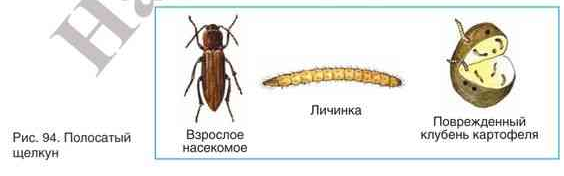 Рис. 94. Полосатый
щелкун
Взрослое
насекомое
Личинка
Поврежденный
клубень картофеля